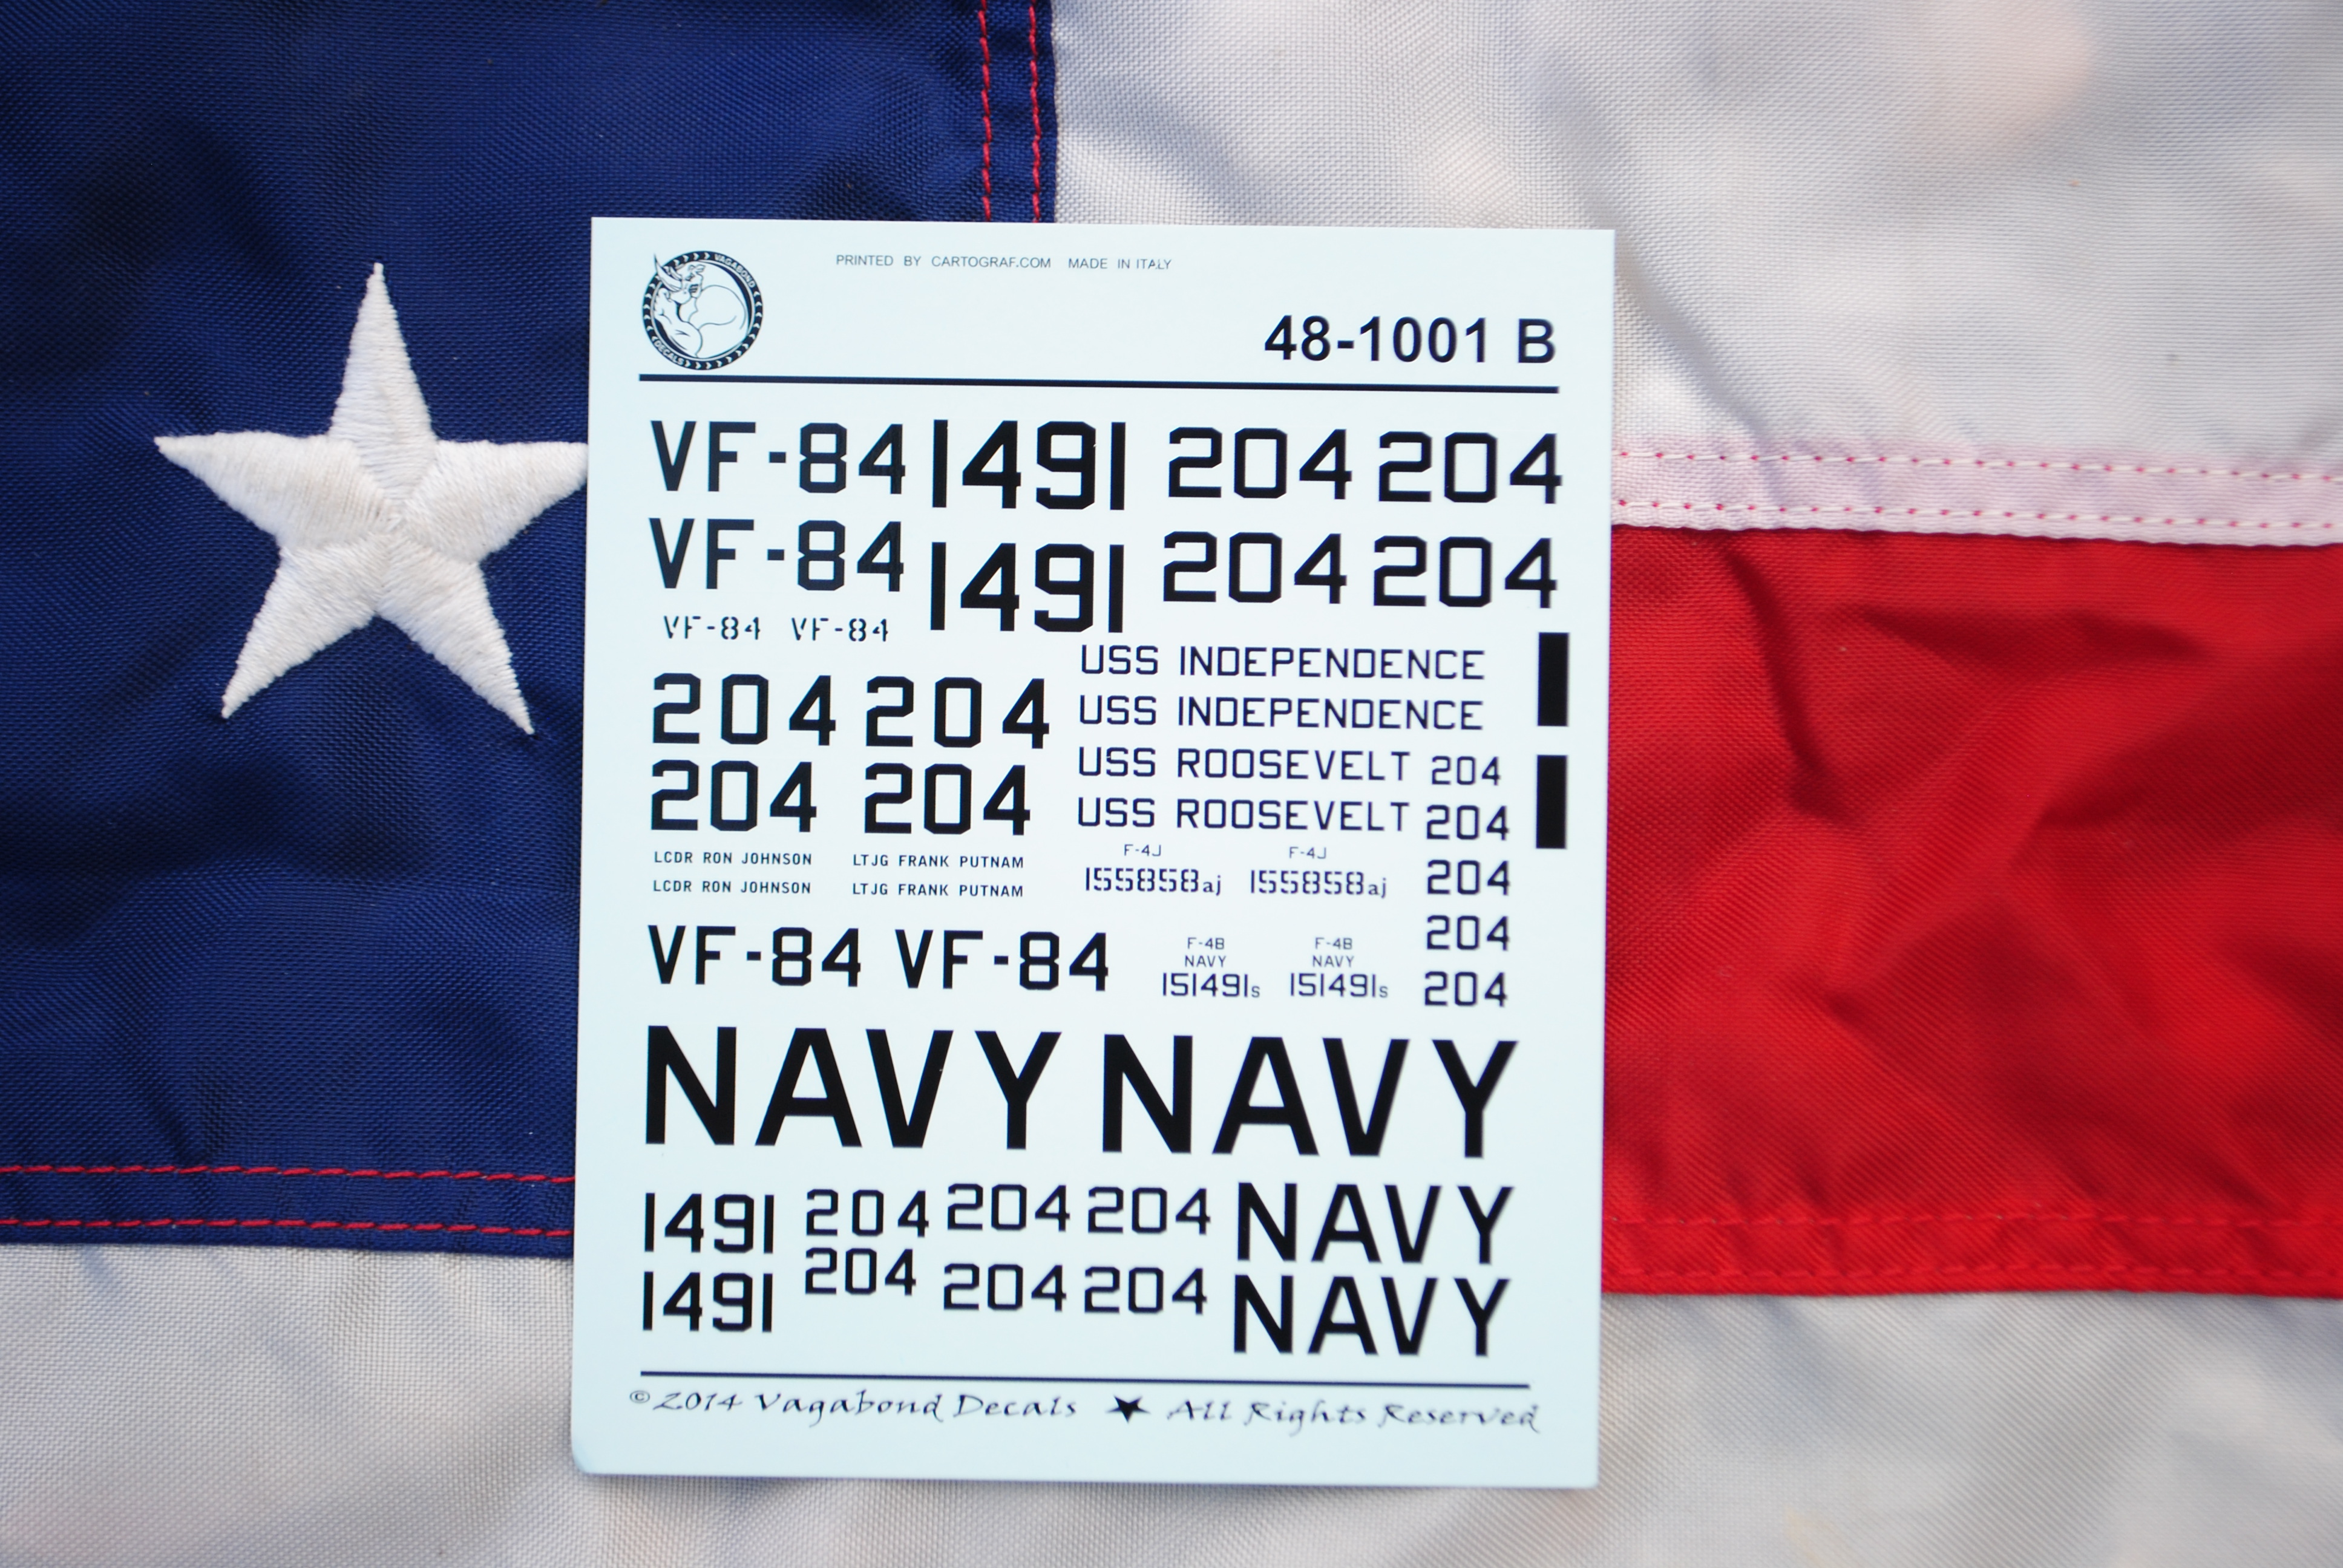 VAGABOND
DECALS
PRINTED BY CARTOGRAF.COM MADE IN ITALY
48-1001 B
VF-84 1491 204 204
VF-84 1491 204 204
VF-84 VF-84
USS INDEPENDENCE
204 204 USS INDEPENDENCE
USS ROOSEVELT 204
204 204 USS ROOSEVELT 204
F-4J F-4J
LCDR RON JOHNSON LTJG FRANK PUTNAM 155858aj 155858aj 204
LCDR RON JOHNSON LTJG FRANK PUTNAM
VF-84 VF-84 F-4B F-4B 204
NAVY NAVY
151491s 151491s 204
NAVY NAVY
1491 204 204 204 NAVY
1491 204 204 204 NAVY
© 2014 Vagabond Decals ★ All Rights Reserved